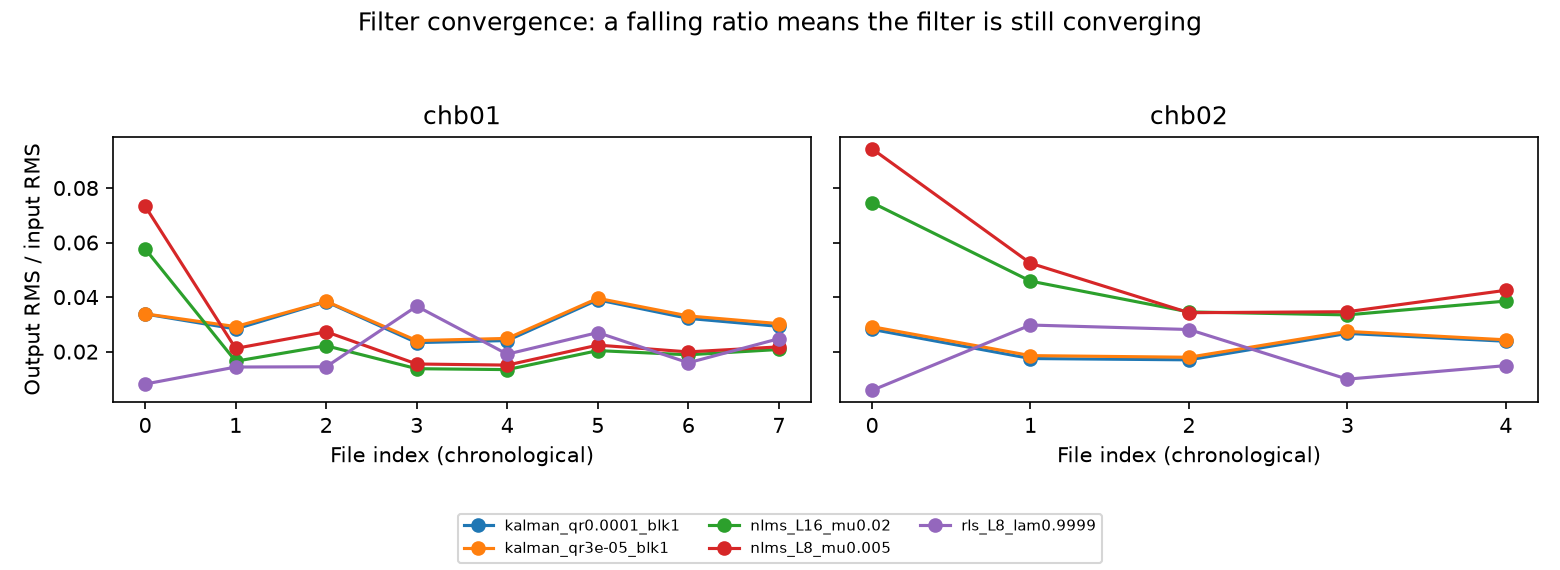 Filter convergence: a falling ratio means the filter is still converging
chb01
chb02
Output RMS / input RMS
0.08
0.06
0.04
0.02
0 1 2 3 4 5 6 7
0 1 2 3 4
File index (chronological)
File index (chronological)
kalman_qr0.0001_blk1
kalman_qr3e-05_blk1
nlms_L16_mu0.02
nlms_L8_mu0.005
rls_L8_lam0.9999